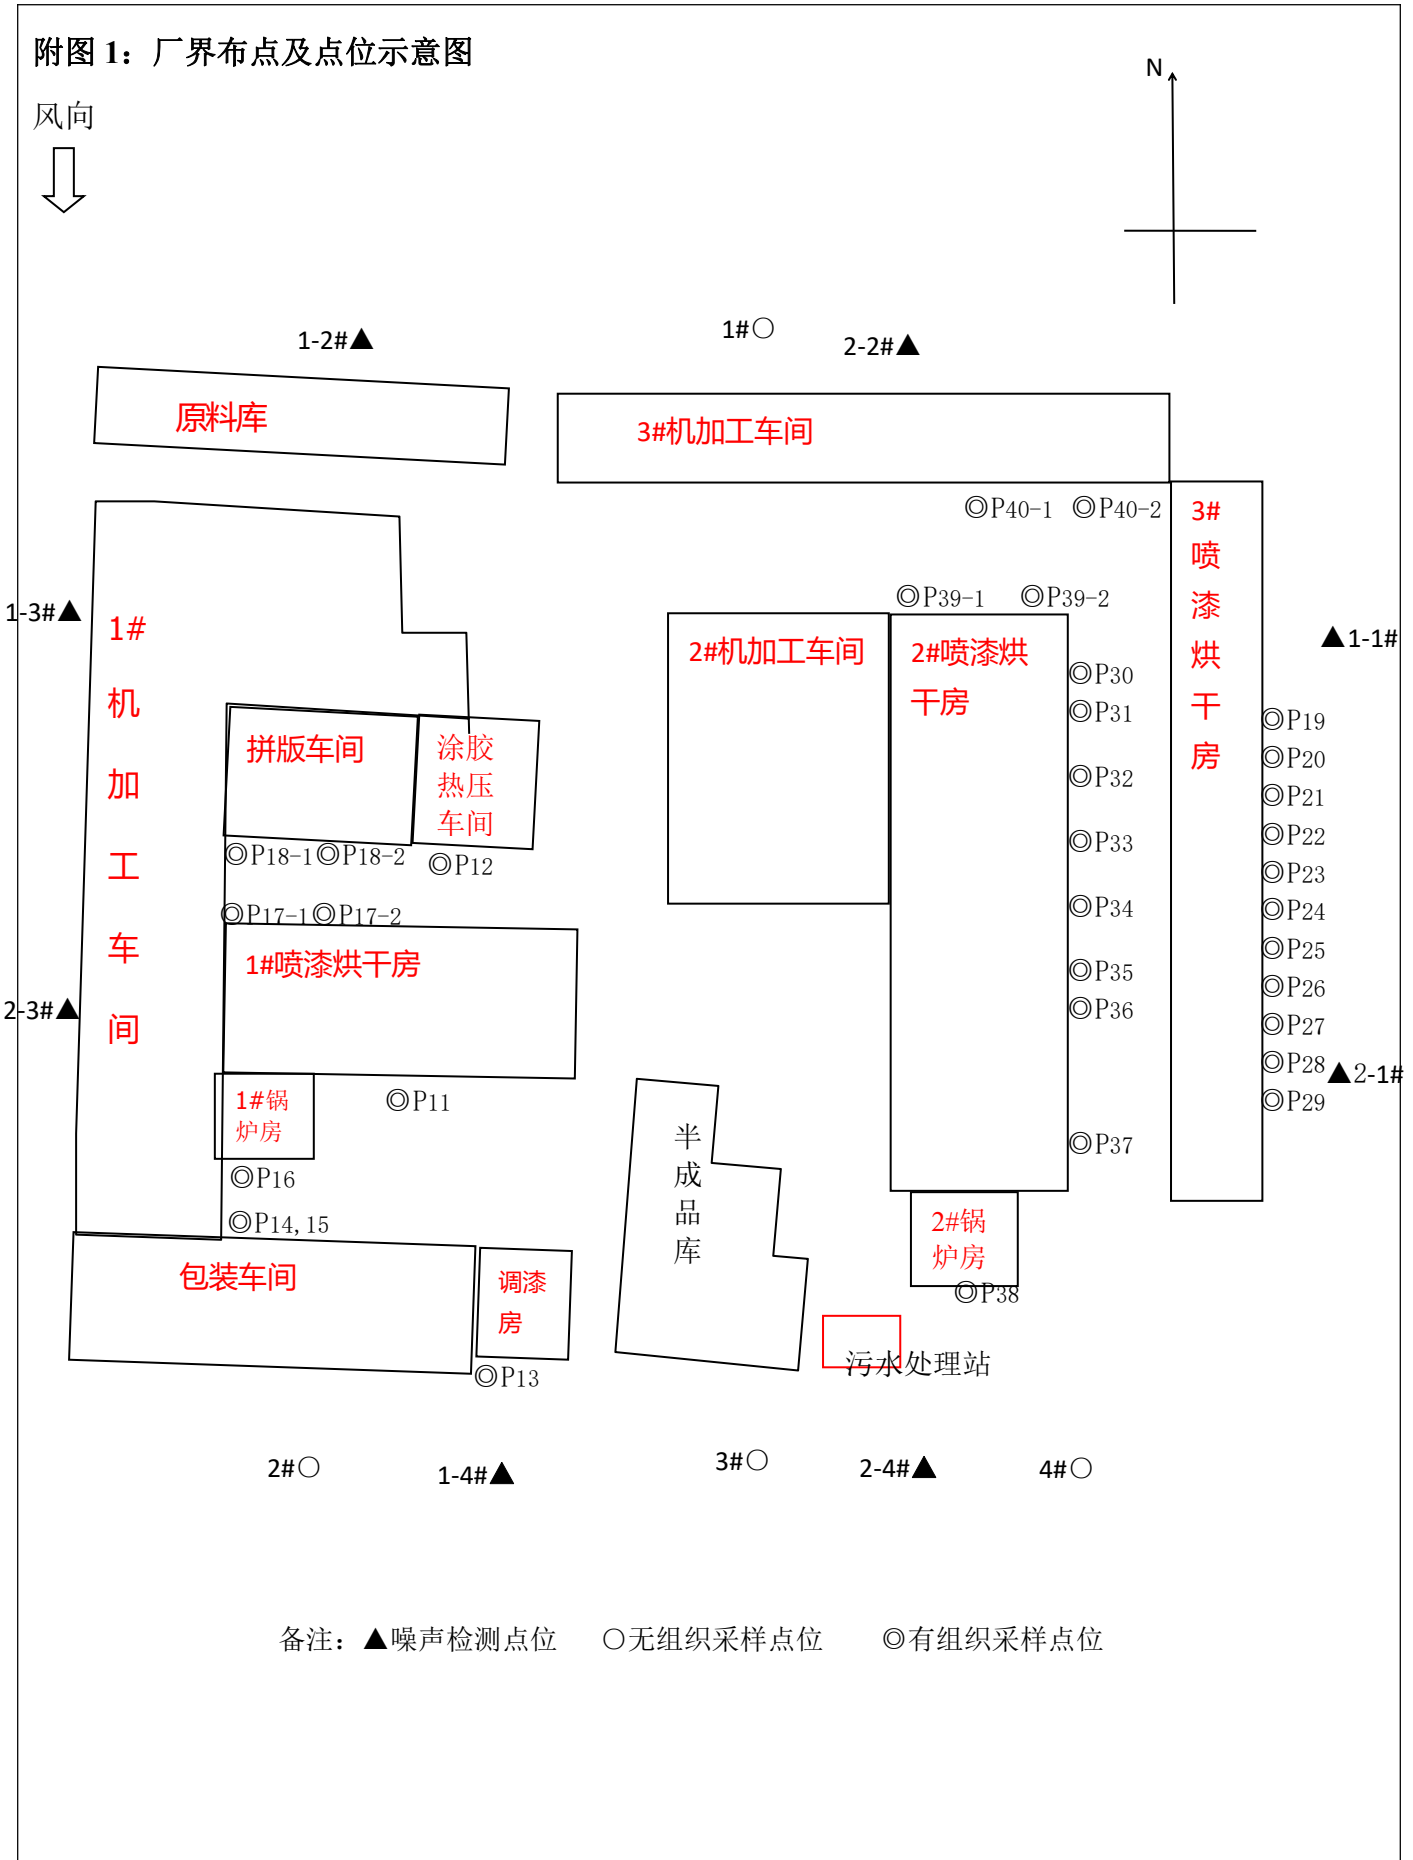 附图 1：厂界布点及点位示意图
N
风向
1-2#▲
1#○
2-2#▲
原料库
3#机加工车间
◎P40-1
◎P40-2
3#
喷
漆
烘
干
房
1-3#▲
1#
机
加
工
车
间
◎P39-1
◎P39-2
2#机加工车间
2#喷漆烘
干房
▲1-1#
◎P30
◎P31
◎P32
◎P33
◎P34
◎P35
◎P36
◎P37
◎P19
◎P20
◎P21
◎P22
◎P23
◎P24
◎P25
◎P26
◎P27
◎P28
◎P29
▲2-1#
拼版车间
涂胶
热压
车间
◎P18-1
◎P18-2
◎P12
◎P17-1
◎P17-2
1#喷漆烘干房
2-3#▲
1#锅
炉房
◎P11
◎P16
◎P14,15
半
成
品
库
2#锅
炉房
◎P38
包装车间
调漆
房
◎P13
污水处理站
2#○
1-4#▲
3#○
2-4#▲
4#○
备注：▲噪声检测点位 ○无组织采样点位 ◎有组织采样点位